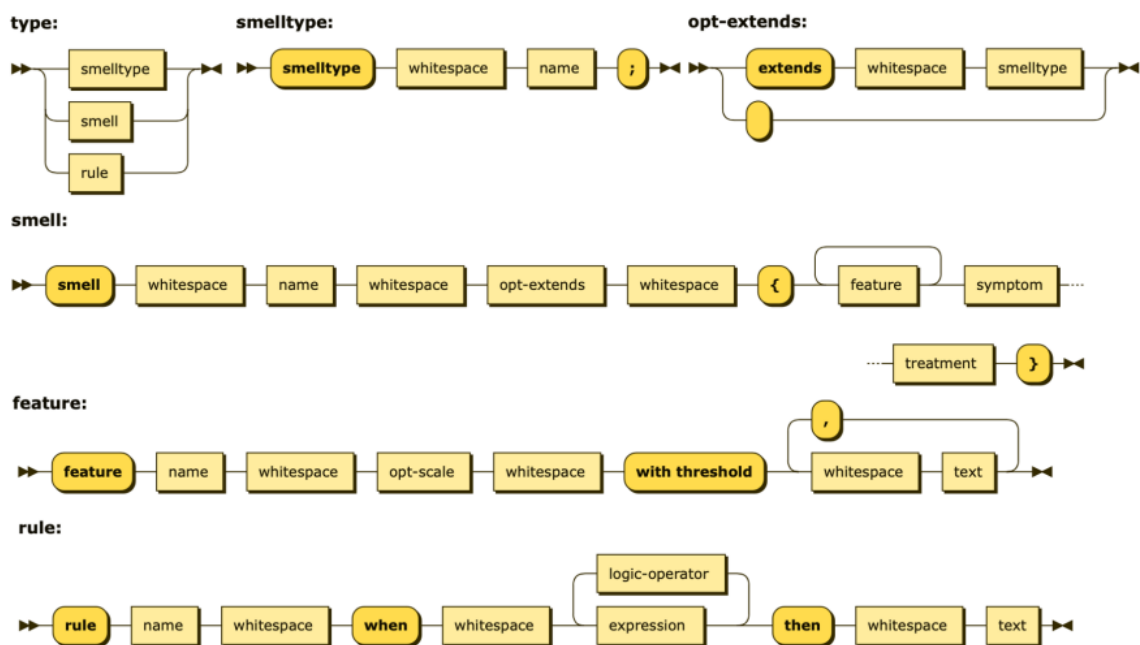 type: smelltype: opt-extends:
smelltype smelltype whitespace name ; extends whitespace smelltype
smell
rule
smell:
smell whitespace name whitespace opt-extends whitespace { feature symptom
treatment }
feature:
,
feature name whitespace opt-scale whitespace with threshold whitespace text
rule:
logic-operator
rule name whitespace when whitespace expression then whitespace text